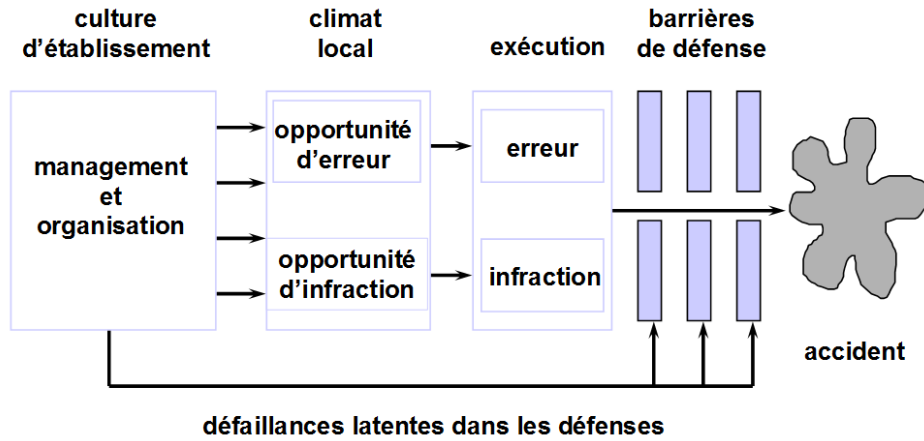 culture
d'établissement
climat
local
exécution
barrières
de défense
management
et
organisation
opportunité
d'erreur
opportunité
d'infraction
erreur
infraction
accident
défaillances latentes dans les défenses